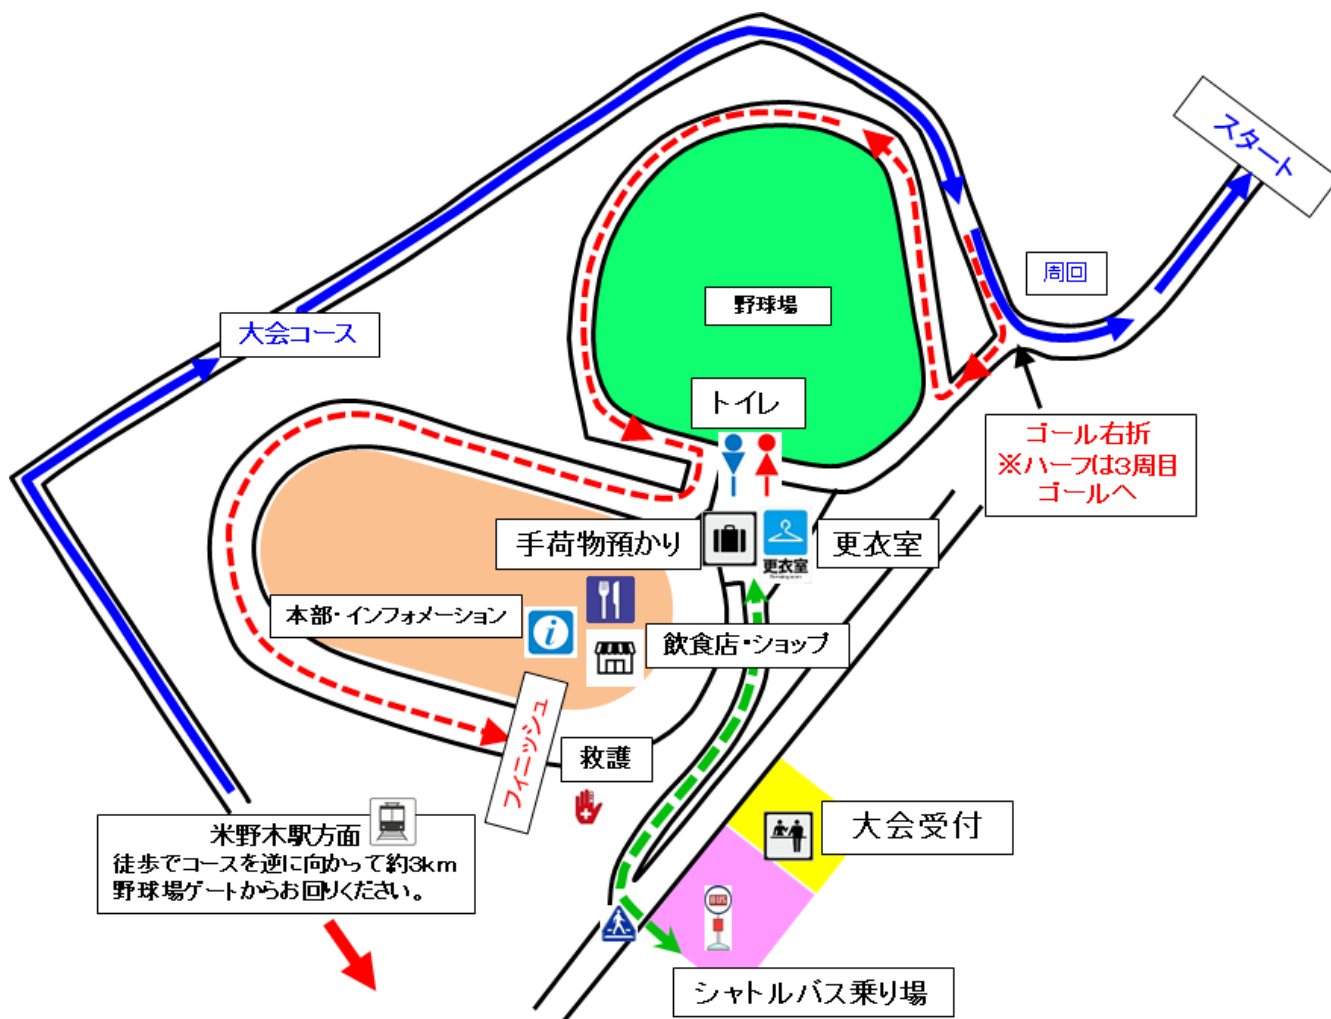 スタート
周回
野球場
大会コース
トイレ
ゴール右折
※ハーフは3周目
ゴールへ
手荷物預かり
更衣室
更衣室
本部・インフォメーション
飲食店・ショップ
フィニッシュ
救護
大会受付
米野木駅方面
徒歩でコースを逆に向かって約3km
野球場ゲートからお回りください。
BUS
シャトルバス乗り場